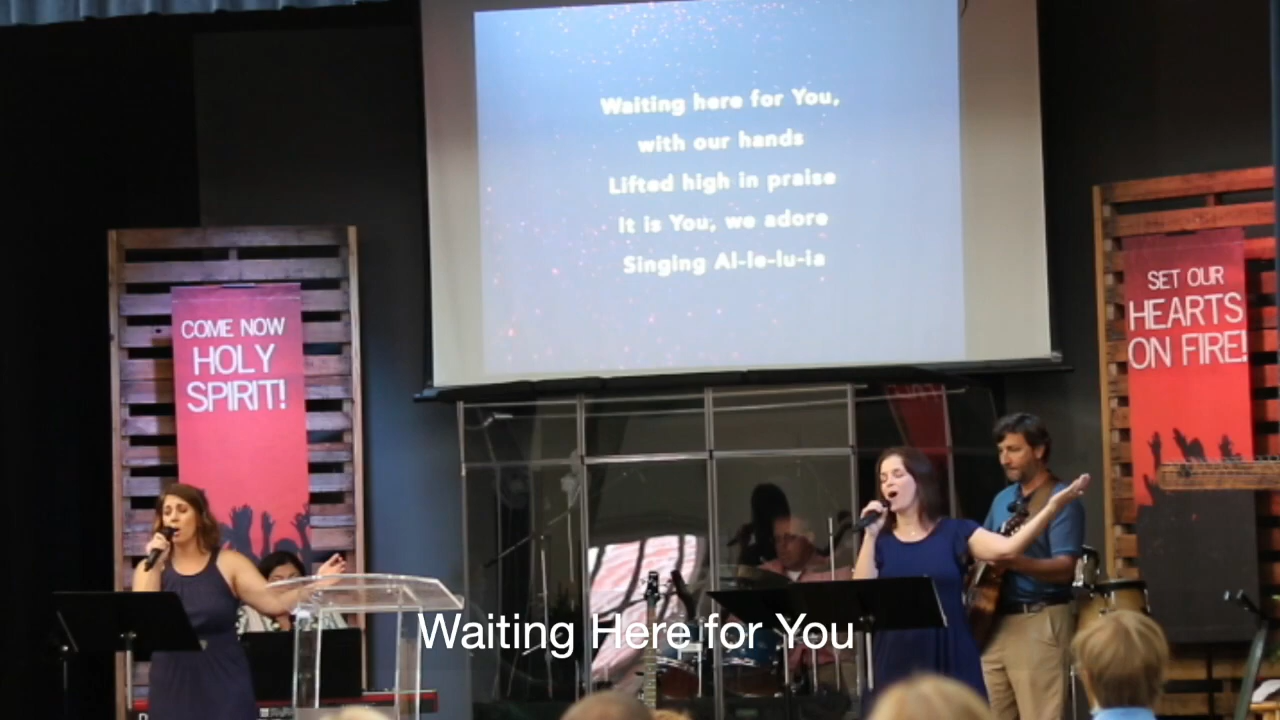 Waiting here for You,
with our hands
Lifted high in praise
It is You, we adore
Singing Al-le-lu-ia
COME NOW
HOLY
SPIRIT!
SET OUR
HEARTS
ON FIRE!
Waiting Here for You